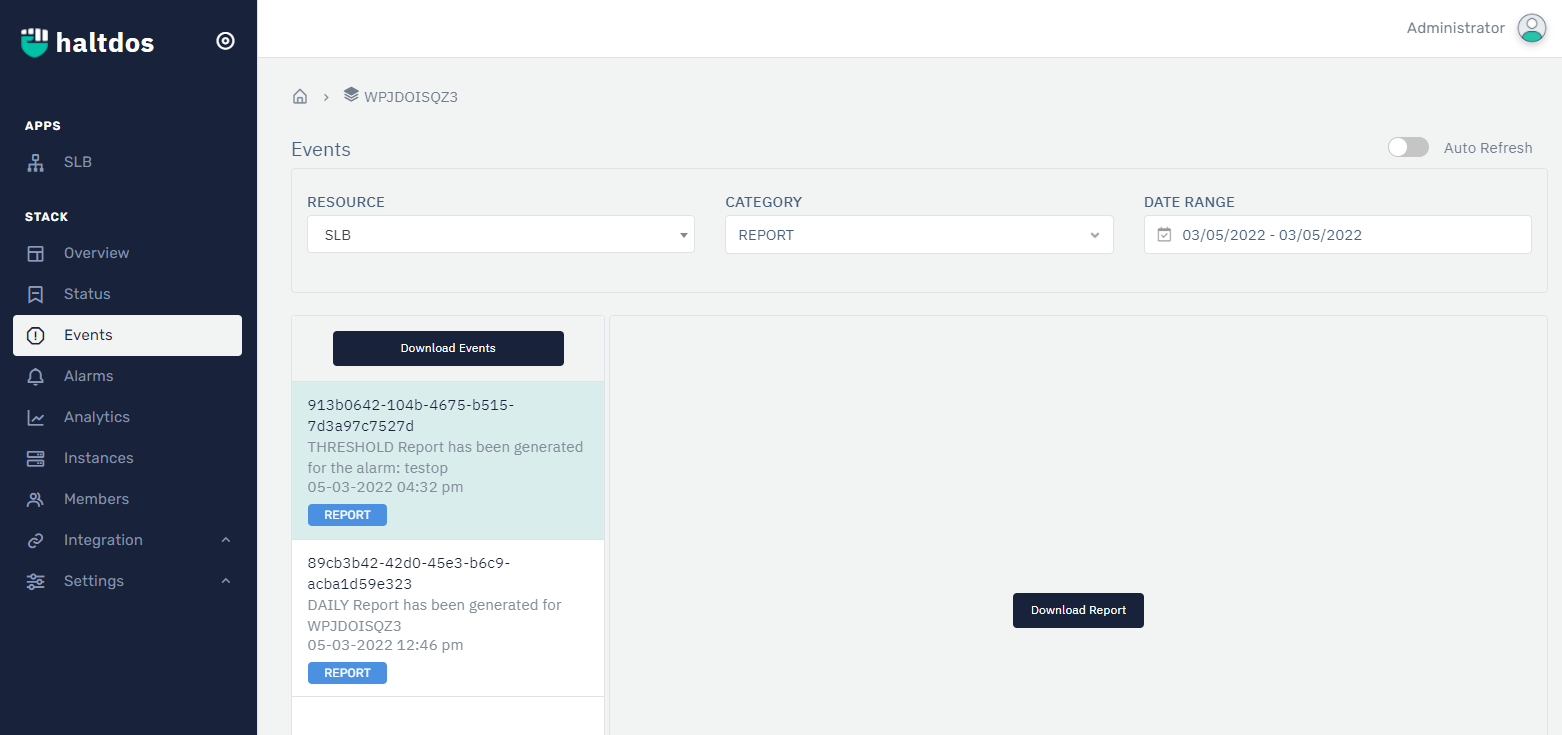 haltdos
Administrator
APPS
SLB
STACK
Overview
Status
Events
Alarms
Analytics
Instances
Members
Integration
Settings
WPJDOISQZ3
Events
Auto Refresh
RESOURCE
SLB
CATEGORY
REPORT
DATE RANGE
03/05/2022 - 03/05/2022
Download Events
913b0642-104b-4675-b515-
7d3a97c7527d
THRESHOLD Report has been generated
for the alarm: testop
05-03-2022 04:32 pm
REPORT
89cb3b42-42d0-45e3-b6c9-
acba1d59e323
DAILY Report has been generated for
WPJDOISQZ3
05-03-2022 12:46 pm
REPORT
Download Report